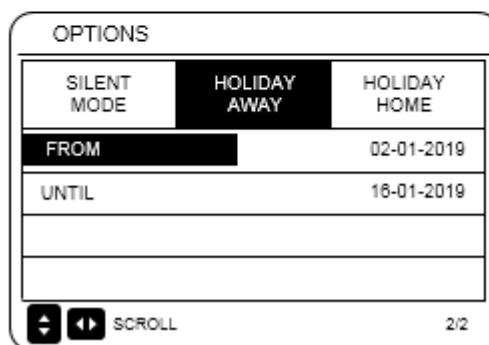 OPTIONS
SILENT MODE
HOLIDAY AWAY
HOLIDAY HOME
FROM 02-01-2019
UNTIL 16-01-2019
SCROLL 2/2